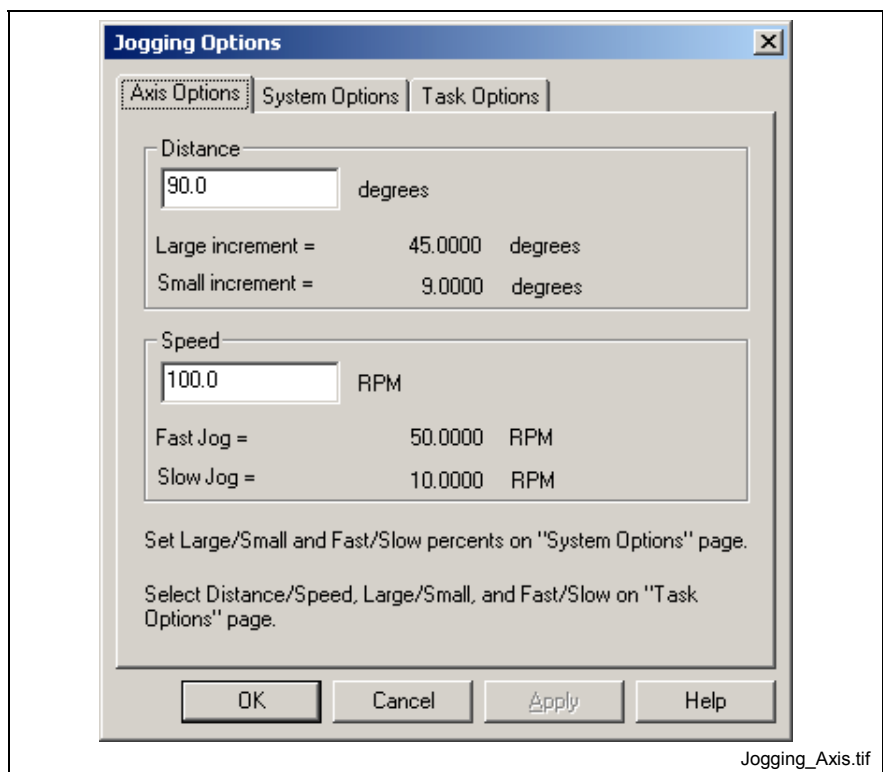 Jogging Options
Axis Options System Options Task Options
Distance
90.0 degrees
Large increment = 45.0000 degrees
Small increment = 9.0000 degrees
Speed
100.0 RPM
Fast Jog = 50.0000 RPM
Slow Jog = 10.0000 RPM
Set Large/Small and Fast/Slow percents on "System Options" page.
Select Distance/Speed, Large/Small, and Fast/Slow on "Task
Options" page.
OK Cancel Apply Help
Jogging_Axis.tif